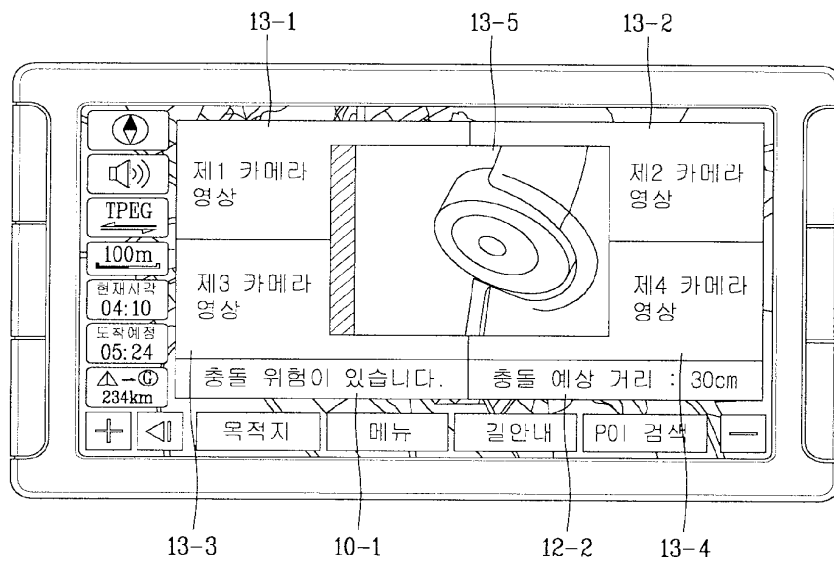 13-1
13-5
13-2
제1 카메라
영상
제2 카메라
영상
TPEG
100m
제3 카메라
영상
제4 카메라
영상
현재시각
04:10
도착예정
05:24
G
234km
충돌 위험이 있습니다.
충돌 예상 거리 : 30cm
목적지
메뉴
길안내
POI 검색
13-3
10-1
12-2
13-4